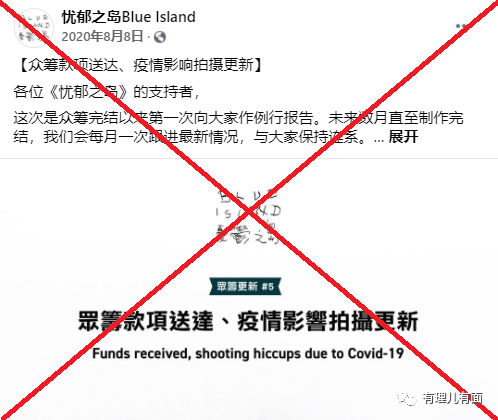 忧郁之岛Blue Island
2020年8月8日
【众筹款项送达、疫情影响拍摄更新】
各位《忧郁之岛》的支持者，
这次是众筹完结以来第一次向大家作例行报告。未来数月直至制作完
结，我们会每月一次跟进最新情况，与大家保持连系。... 展开
BLUE
ISLAND
憂鬱之島
眾籌更新 #5
眾籌款項送達、疫情影響拍攝更新
Funds received, shooting hiccups due to Covid-19
有理儿有面